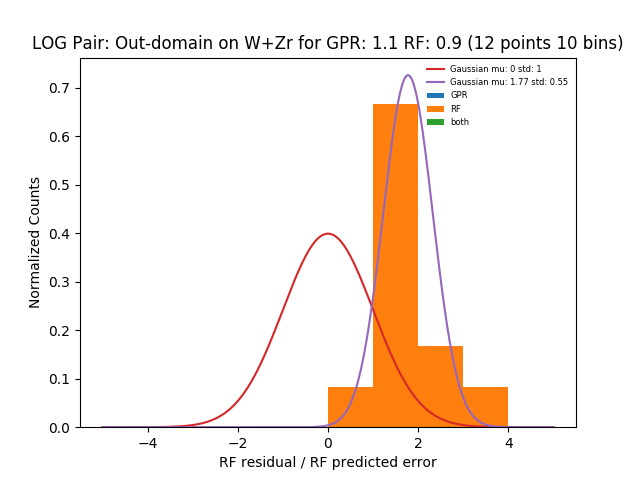 LOG Pair: Out-domain on W+Zr for GPR: 1.1 RF: 0.9 (12 points 10 bins)
Gaussian mu: 0 std: 1
Gaussian mu: 1.77 std: 0.55
GPR
RF
both
Normalized Counts
0.7
0.6
0.5
0.4
0.3
0.2
0.1
0.0
−4
−2
0
2
4
RF residual / RF predicted error